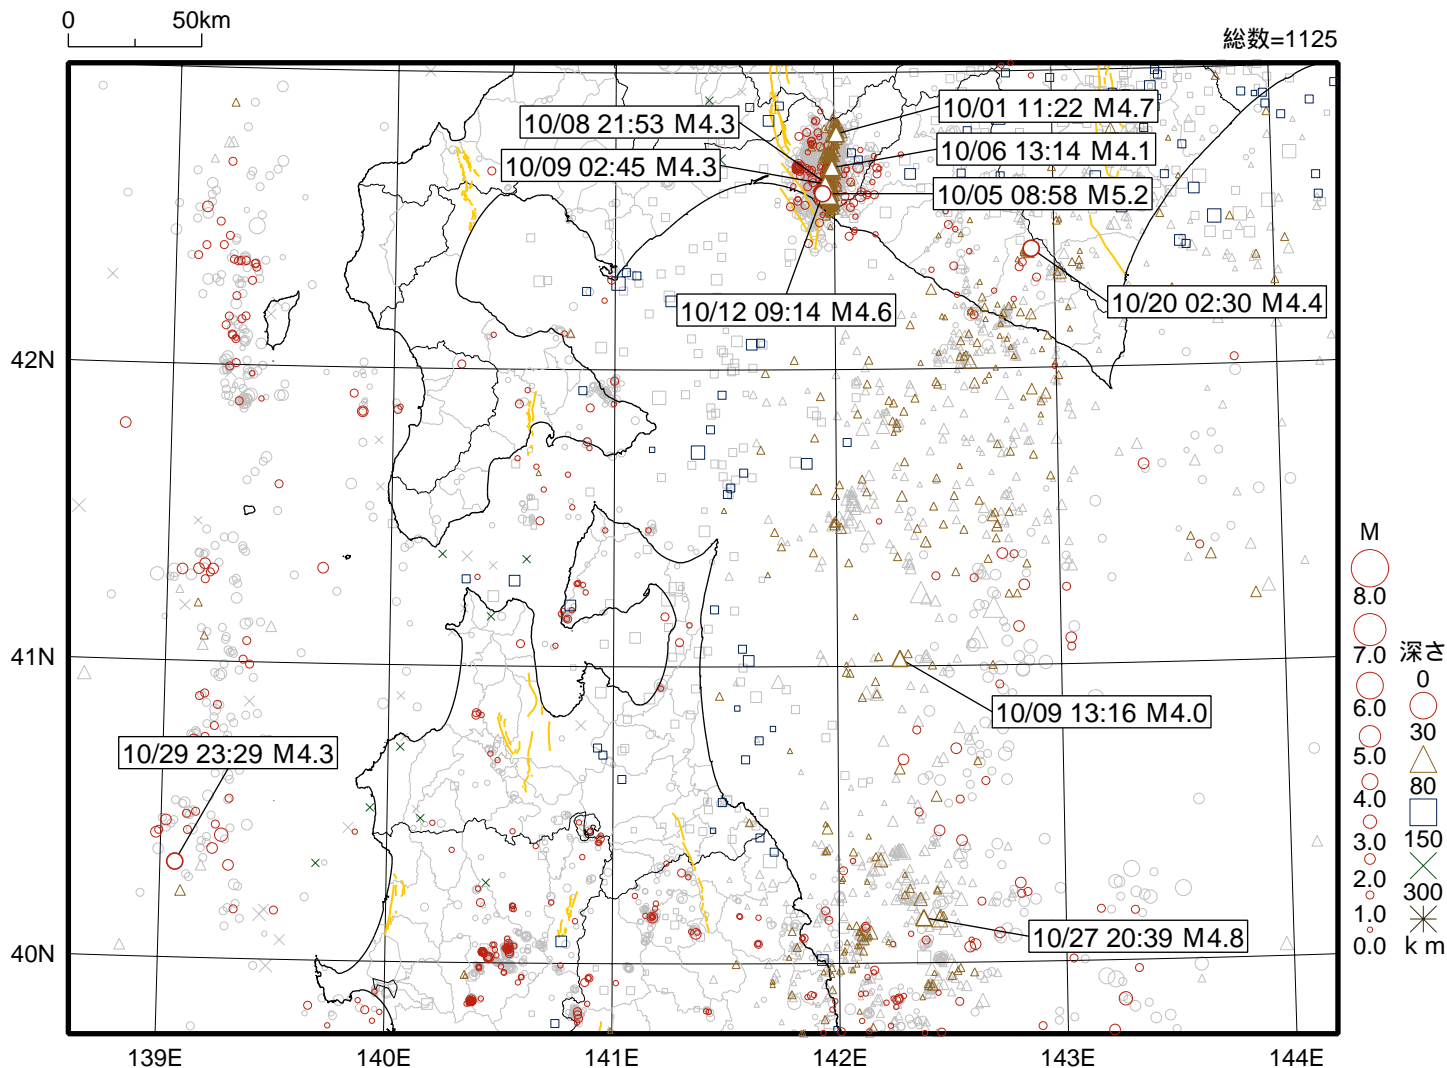 0 50km
総数=1125
10/01 11:22 M4.7
10/08 21:53 M4.3
10/06 13:14 M4.1
10/09 02:45 M4.3
10/05 08:58 M5.2
10/12 09:14 M4.6
10/20 02:30 M4.4
42N
41N
10/09 13:16 M4.0
10/29 23:29 M4.3
10/27 20:39 M4.8
40N
139E 140E 141E 142E 143E 144E
M
8.0
7.0
6.0
5.0
4.0
3.0
2.0
1.0
0.0
深さ
0
30
80
150
300
km